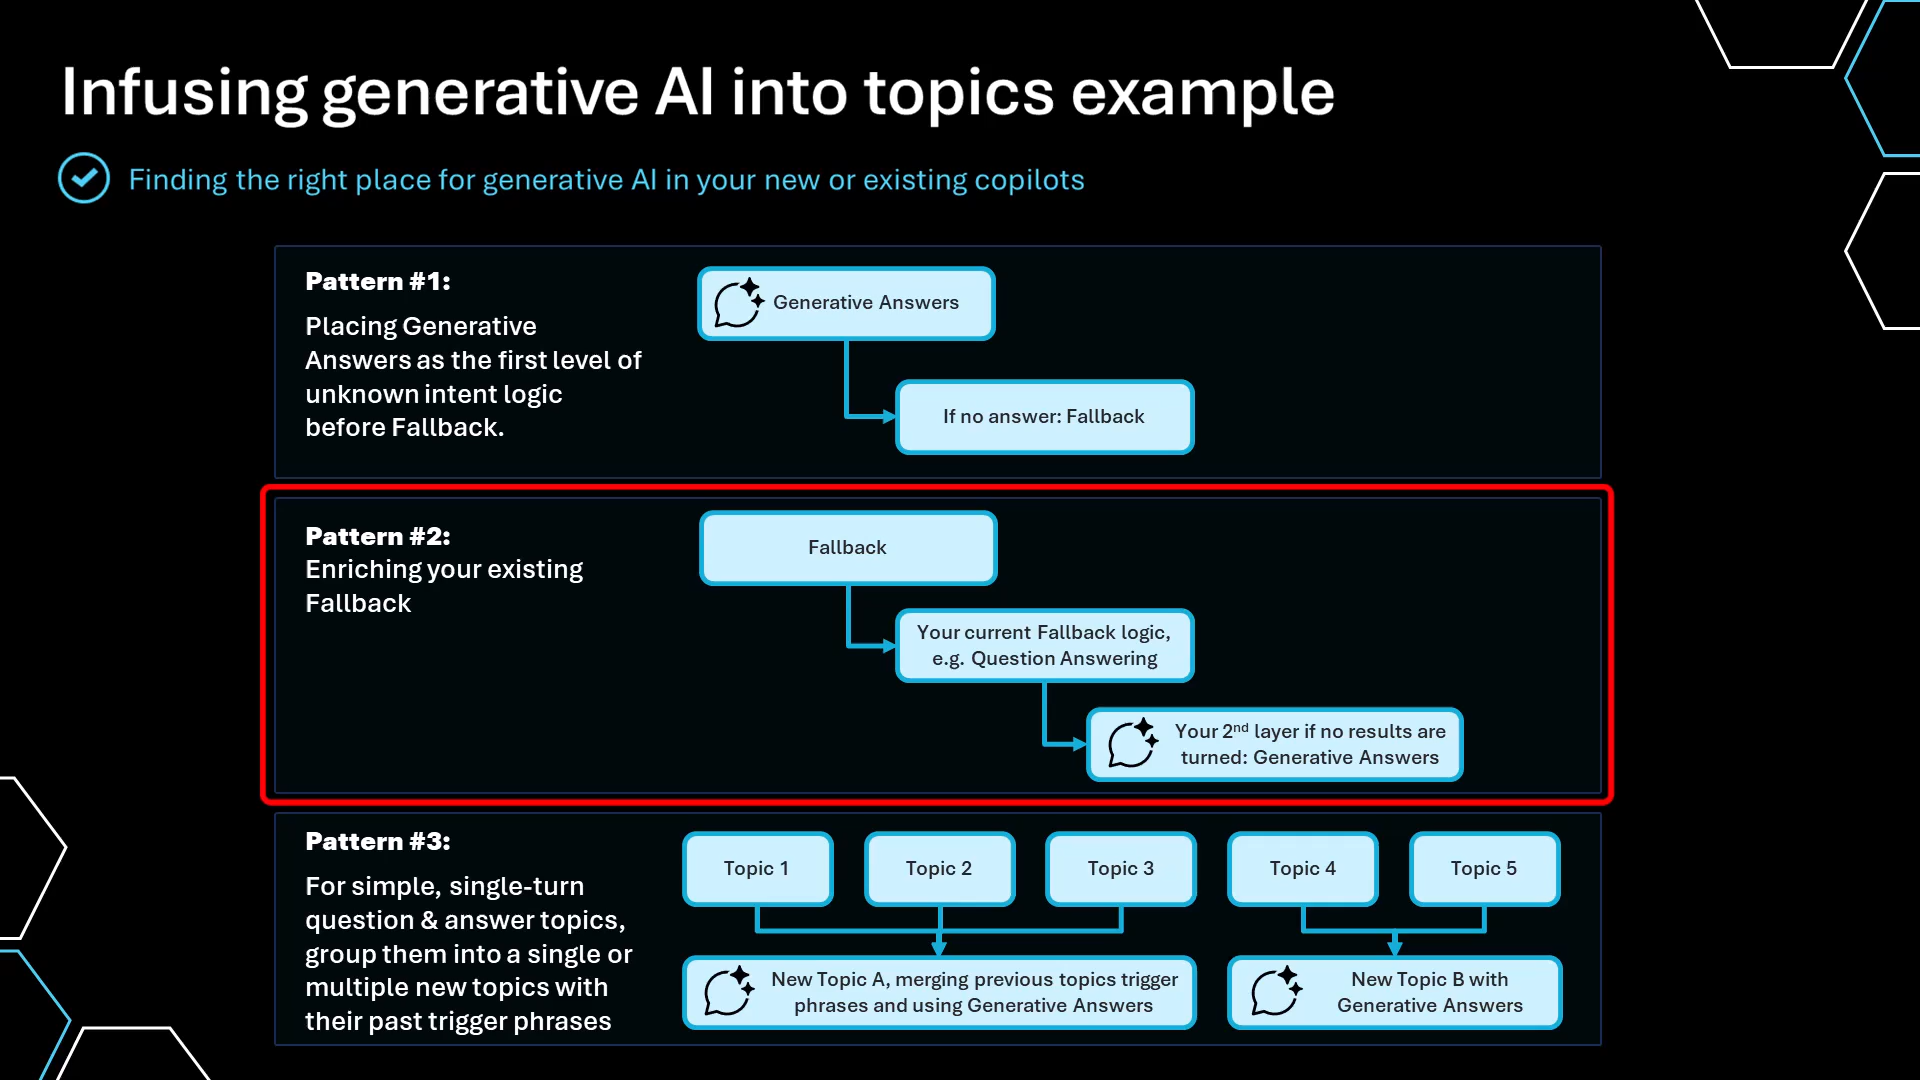 Infusing generative AI into topics example
Finding the right place for generative AI in your new or existing copilots
Pattern #1:
Placing Generative
Answers as the first level of
unknown intent logic
before Fallback.
Generative Answers
If no answer: Fallback
Pattern #2:
Enriching your existing
Fallback
Fallback
Your current Fallback logic,
e.g. Question Answering
Your 2nd layer if no results are
turned: Generative Answers
Pattern #3:
For simple, single-turn
question & answer topics,
group them into a single or
multiple new topics with
their past trigger phrases
Topic 1
Topic 2
Topic 3
Topic 4
Topic 5
New Topic A, merging previous topics trigger
phrases and using Generative Answers
New Topic B with
Generative Answers